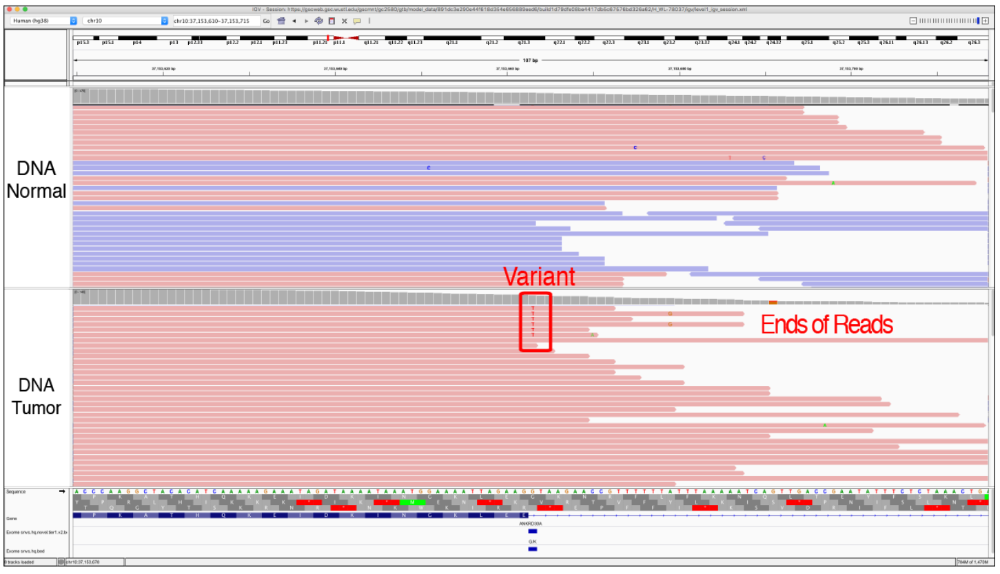 IGV - Session: https://gscweb.gsc.wustl.edu/gscmnt/gc2580/gtb/model_data/891dc3e290e44f818d354e656889eed6/build1d79dfe08be4417db5c67576bd326a62/H_WL-78037/igv/level1_igv_session.xml
Human (hg38) chr10 chr10:37,153,610-37,153,715 Go
p15.3 p15.1 p14 p13 p12.33 p12.2 p12.1 p11.23 p11.21 p11.1 q11.21 q11.22 q11.23 q21.1 q21.2 q21.3 q22.1 q22.2 q22.3 q23.1 q23.2 q23.32 q24.1 q24.2 q24.32 q25.1 q25.2 q25.3 q26.11 q26.13 q26.2 q26.3
107 bp
37,153,620 bp 37,153,640 bp 37,153,660 bp 37,153,680 bp 37,153,700 bp
C
T C
DNA
Normal
C
A
Variant
T
T G
T
T G
T
T A
Ends of Reads
DNA
Tumor
A
Sequence
Gene
P K A T H Q K E I D K I N G K L E E
ANKRD30A
Exome snvs.hq.novel.tier1.v2.b
G/K
Exome snvs.hq.bed
8 tracks loaded chr10:37,153,678 784M of 1,470M